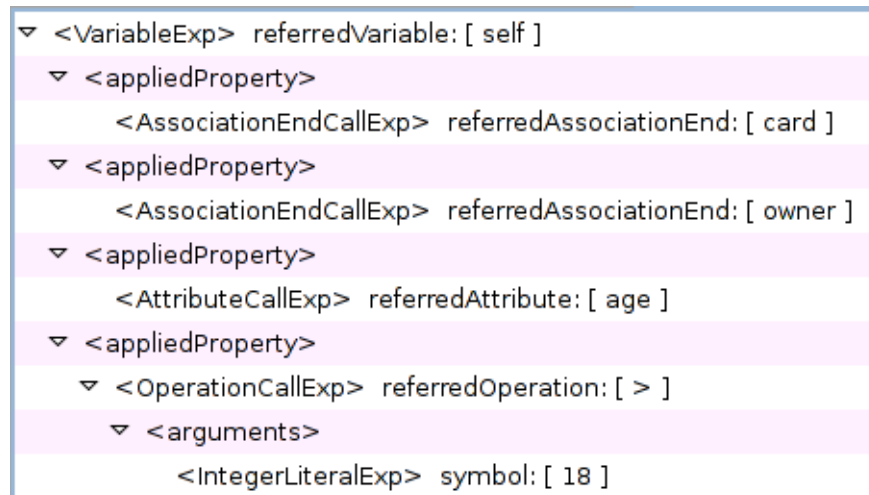 <VariableExp> referredVariable: [ self ]
<appliedProperty>
<AssociationEndCallExp> referredAssociationEnd: [ card ]
<appliedProperty>
<AssociationEndCallExp> referredAssociationEnd: [ owner ]
<appliedProperty>
<AttributeCallExp> referredAttribute: [ age ]
<appliedProperty>
<OperationCallExp> referredOperation: [ > ]
<arguments>
<IntegerLiteralExp> symbol: [ 18 ]